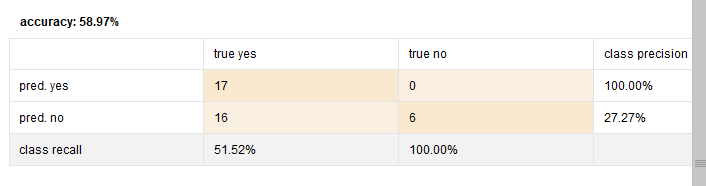 accuracy: 58.97%
true yes true no class precision
pred. yes 17 0 100.00%
pred. no 16 6 27.27%
class recall 51.52% 100.00%